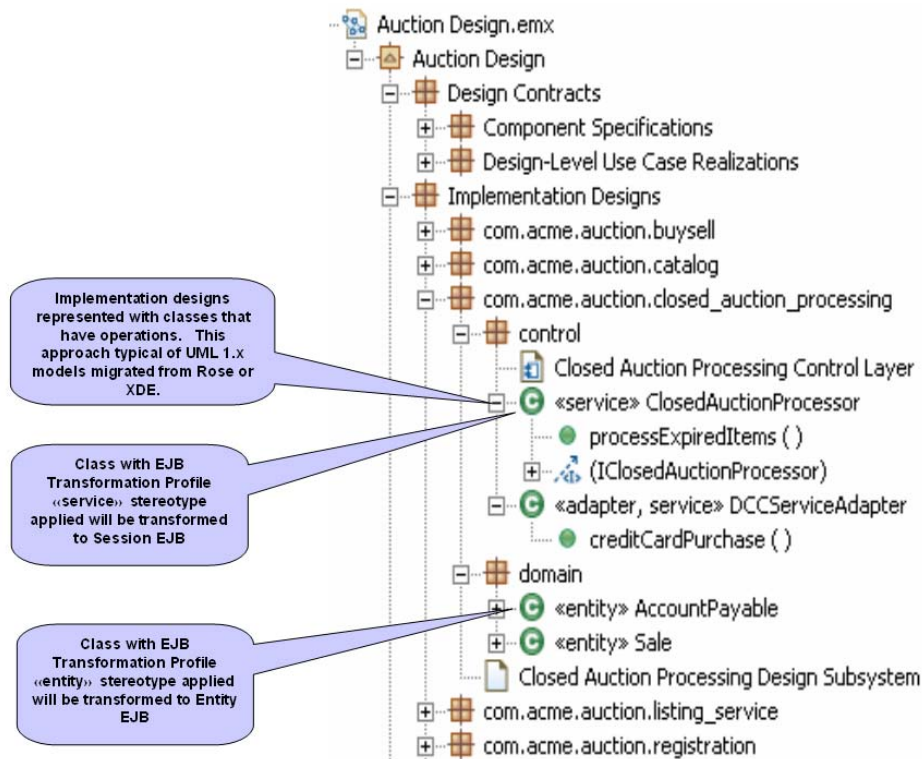 Auction Design.emx
Auction Design
Design Contracts
Component Specifications
Design-Level Use Case Realizations
Implementation Designs
com.acme.auction.buysell
com.acme.auction.catalog
com.acme.auction.closed_auction_processing
control
Closed Auction Processing Control Layer
«service» ClosedAuctionProcessor
processExpiredItems ( )
(IClosedAuctionProcessor)
«adapter, service» DCCServiceAdapter
creditCardPurchase ( )
domain
«entity» AccountPayable
«entity» Sale
Closed Auction Processing Design Subsystem
com.acme.auction.listing_service
com.acme.auction.registration
Implementation designs
represented with classes that
have operations. This
approach typical of UML 1.x
models migrated from Rose or
XDE.
Class with EJB
Transformation Profile
«service» stereotype
applied will be transformed
to Session EJB
Class with EJB
Transformation Profile
«entity» stereotype applied
will be transformed to Entity
EJB